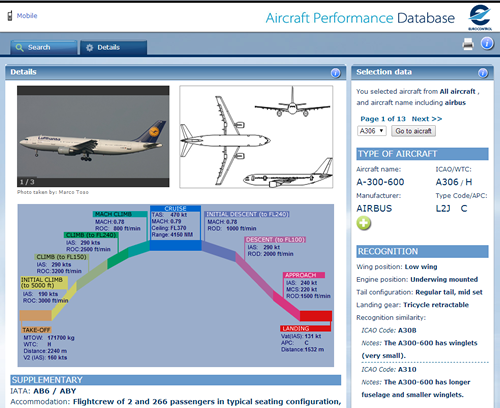 Mobile
Aircraft Performance Database
EUROCONTROL
Search
Details
Details
Lufthansa
1 / 3
Photo taken by: Marco Toso
CRUISE
TAS: 470 kt
MACH: 0.79
Ceiling: FL370
Range: 4150 NM
MACH CLIMB
MACH: 0.78
ROC: 800 ft/min
INITIAL DESCENT (to FL240)
MACH: 0.78
ROD: 1000 ft/min
CLIMB (to FL240)
IAS: 290 kts
ROC: 2500 ft/min
DESCENT (to FL100)
IAS: 290 kt
ROD: 2000 ft/min
CLIMB (to FL150)
IAS: 290 kts
ROC: 3200 ft/min
INITIAL CLIMB
(to 5000 ft)
IAS: 190 kts
ROC: 3000 ft/min
APPROACH
IAS: 240 kt
MCS: 220 kt
ROD: 1500 ft/min
TAKE-OFF
MTOW: 171700 kg
WTC: H
Distance: 2240 m
V2 (IAS): 160 kts
LANDING
Vat(IAS): 131 kt
APC: C
Distance: 1532 m
SUPPLEMENTARY
IATA: AB6 / ABY
Accomodation: Flightcrew of 2 and 266 passengers in typical seating configuration,
Selection data
You selected aircraft from All aircraft ,
and aircraft name including airbus
Page 1 of 13 Next >>
A306
Go to aicraft
TYPE OF AIRCRAFT
Aircraft name: ICAO/WTC:
A-300-600 A306 / H
Manufacturer: Type Code/APC:
AIRBUS L2J C
RECOGNITION
Wing position: Low wing
Engine position: Underwing mounted
Tail configuration: Regular tail, mid set
Landing gear: Tricycle retractable
Recognition similarity:
ICAO Code: A30B
Notes: The A300-600 has winglets
(very small).
ICAO Code: A310
Notes: The A300-600 has longer
fuselage and smaller winglets.